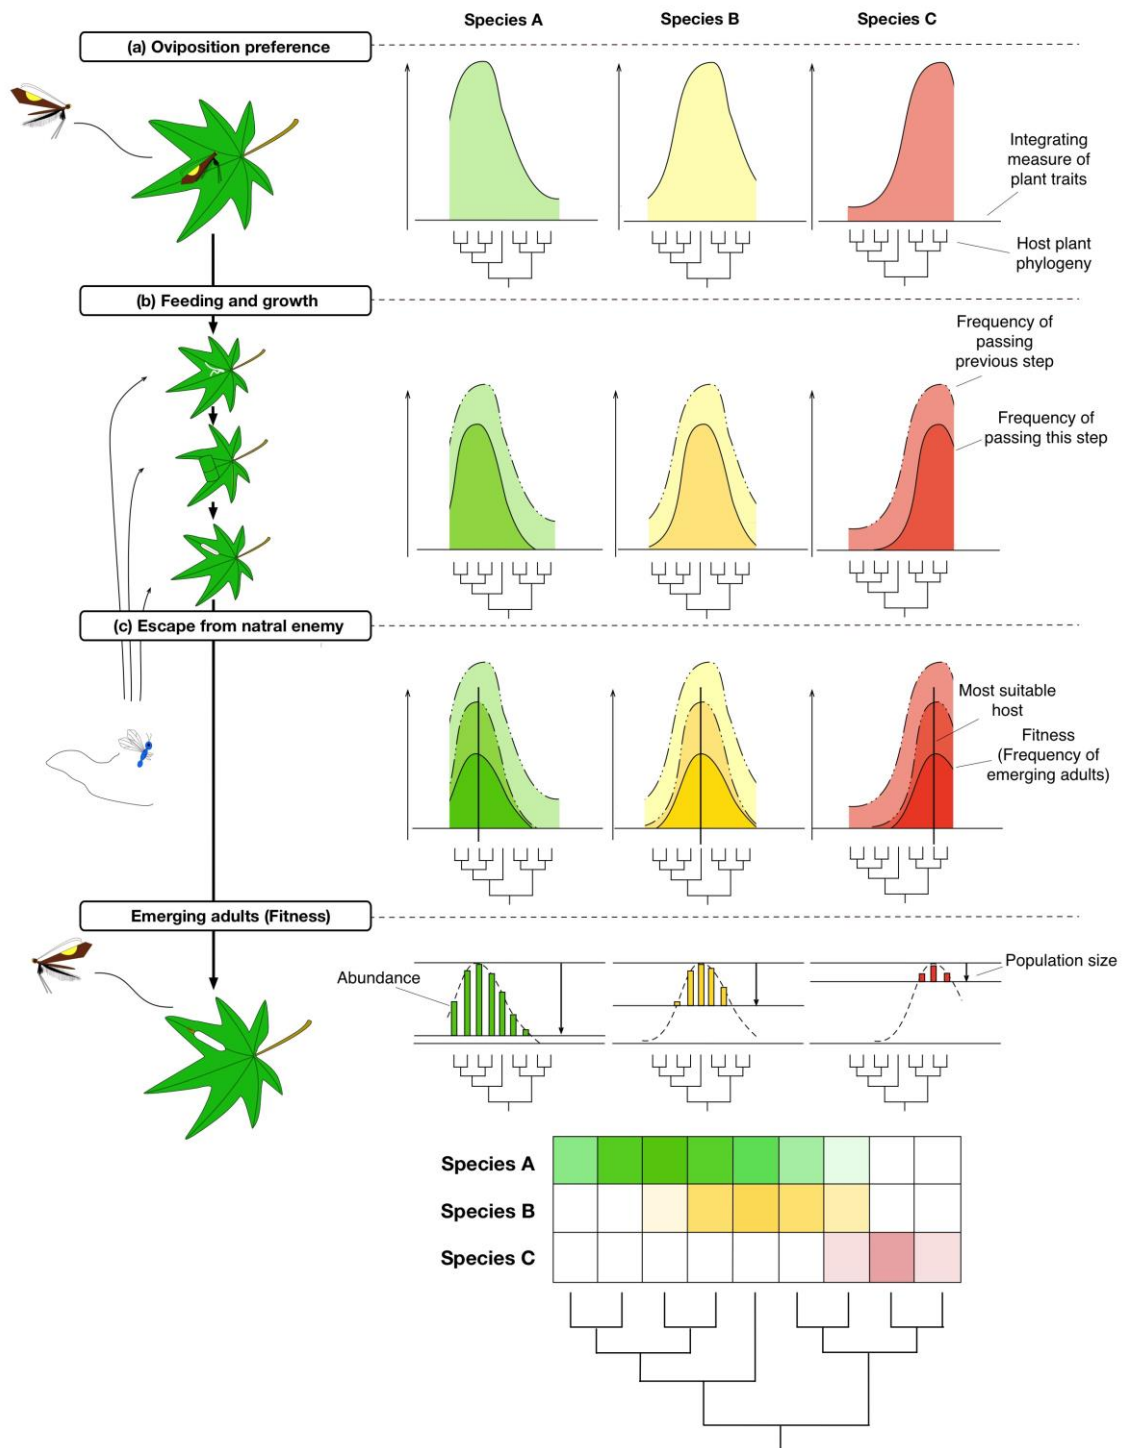 Species A
Species B
Species C
(a) Oviposition preference
Integrating
measure of
plant traits
Host plant
phylogeny
(b) Feeding and growth
Frequency of
passing
previous step
Frequency of
passing this step
(c) Escape from natral enemy
Most suitable
host
Fitness
(Frequency of
emerging adults)
Emerging adults (Fitness)
Abundance
Population size
Species A
Species B
Species C